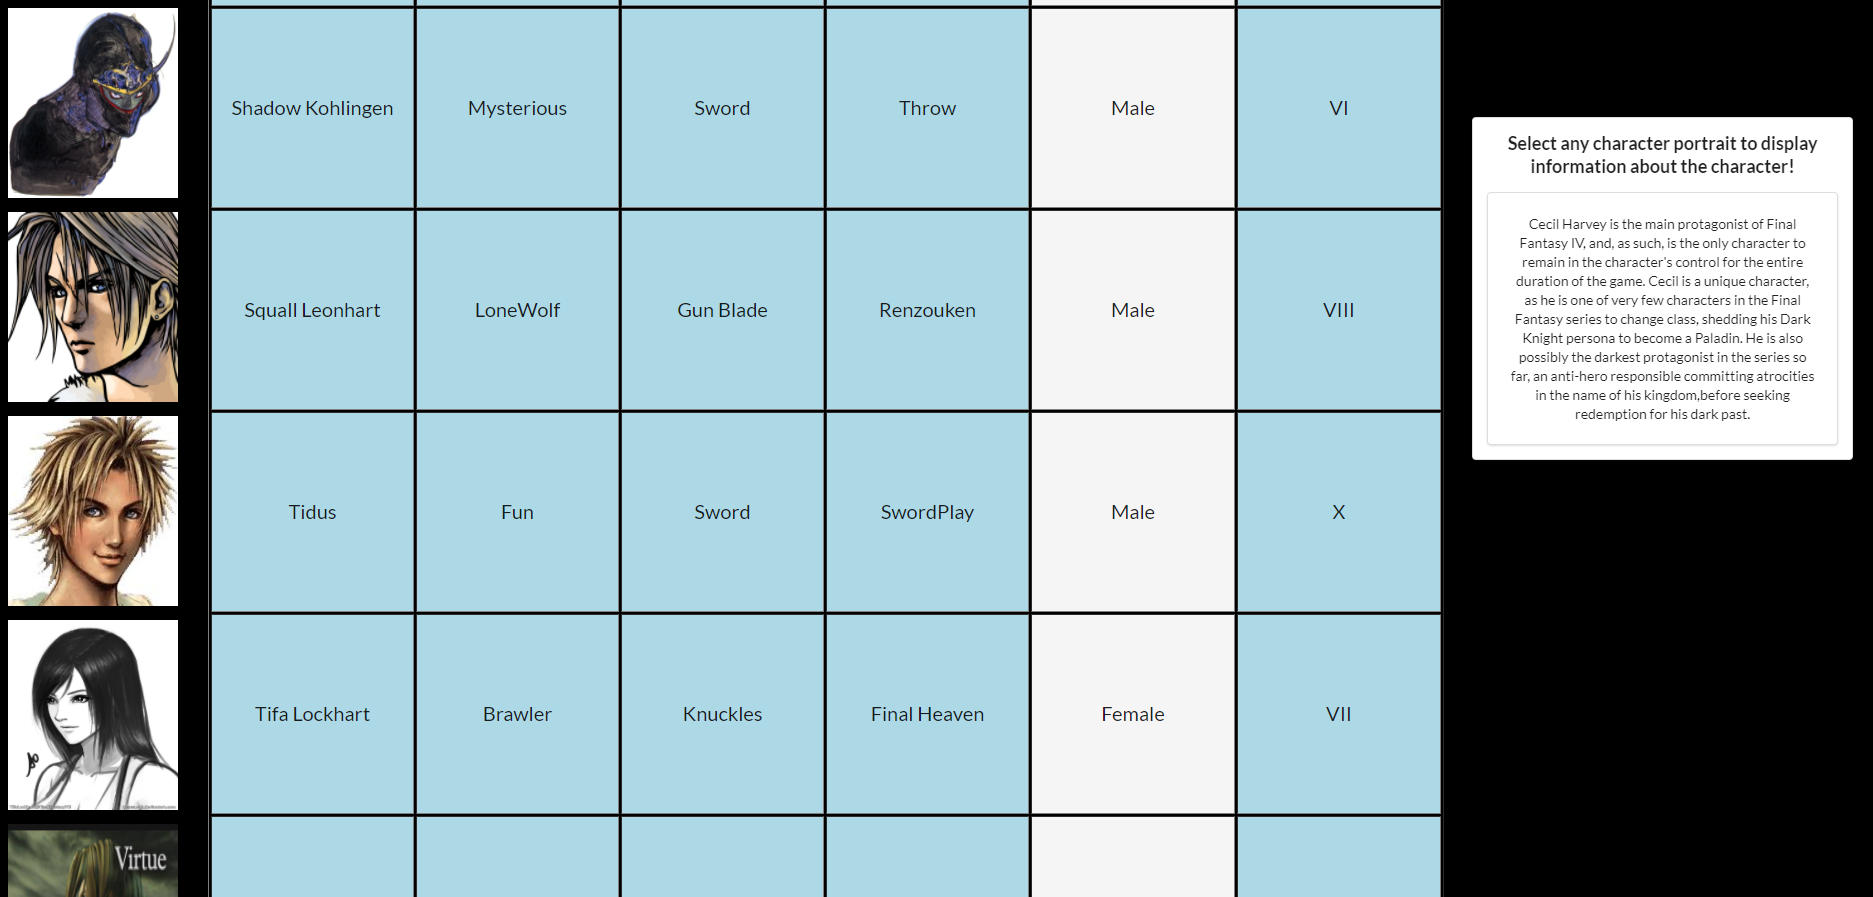 Shadow Kohlingen Mysterious Sword Throw Male VI
Squall Leonhart LoneWolf Gun Blade Renzouken Male VIII
Tidus Fun Sword SwordPlay Male X
Tifa Lockhart Brawler Knuckles Final Heaven Female VII
Virtue
Select any character portrait to display
information about the character!
Cecil Harvey is the main protagonist of Final
Fantasy IV, and, as such, is the only character to
remain in the character's control for the entire
duration of the game. Cecil is a unique character,
as he is one of very few characters in the Final
Fantasy series to change class, shedding his Dark
Knight persona to become a Paladin. He is also
possibly the darkest protagonist in the series so
far, an anti-hero responsible committing atrocities
in the name of his kingdom,before seeking
redemption for his dark past.